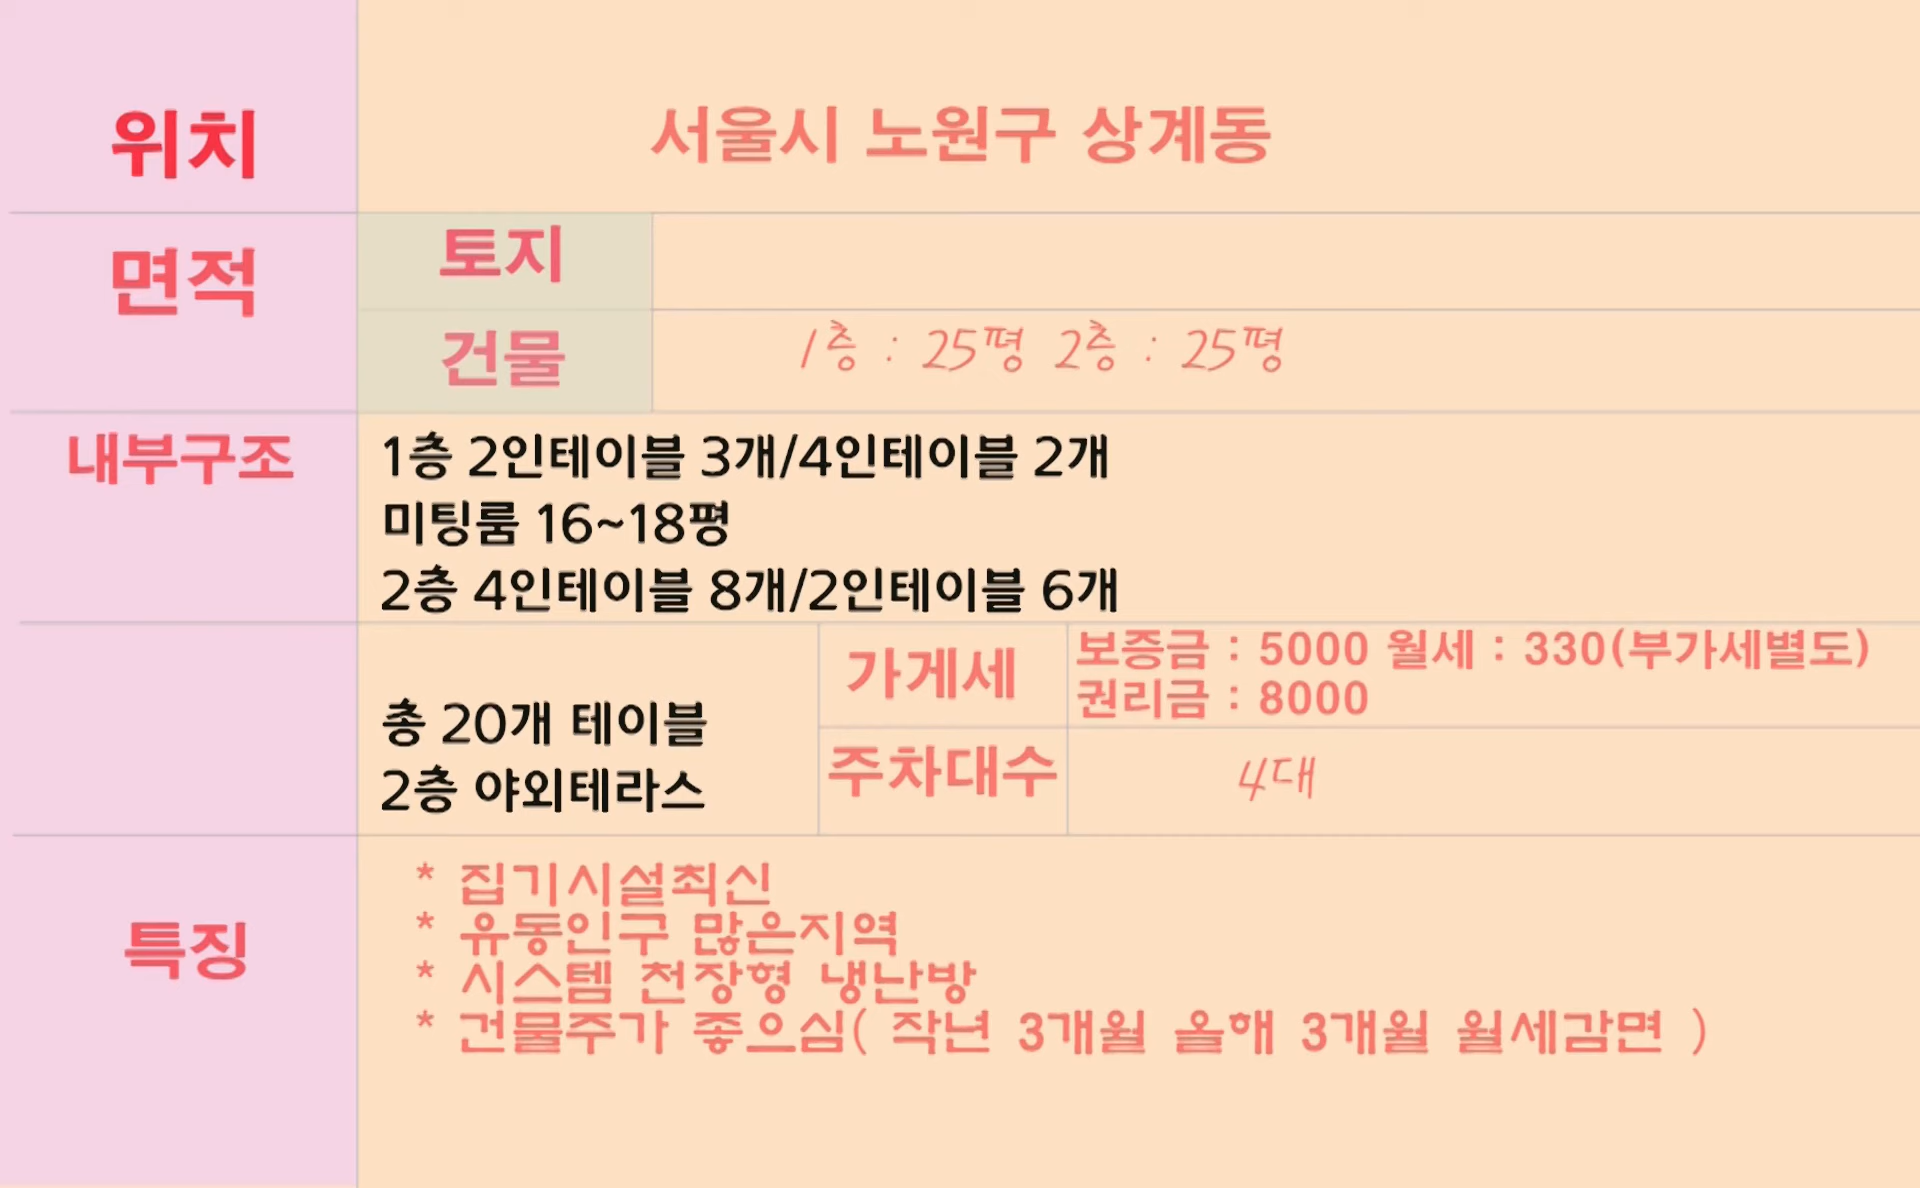 위치
서울시 노원구 상계동
면적
토지
건물
1층 : 25평 2층 : 25평
내부구조
1층 2인테이블 3개/4인테이블 2개
미팅룸 16~18평
2층 4인테이블 8개/2인테이블 6개
총 20개 테이블
2층 야외테라스
가게세
보증금 : 5000 월세 : 330(부가세별도)
권리금 : 8000
주차대수
4대
특징
* 집기시설최신
* 유동인구 많은지역
* 시스템 천장형 냉난방
* 건물주가 좋으심( 작년 3개월 올해 3개월 월세감면 )